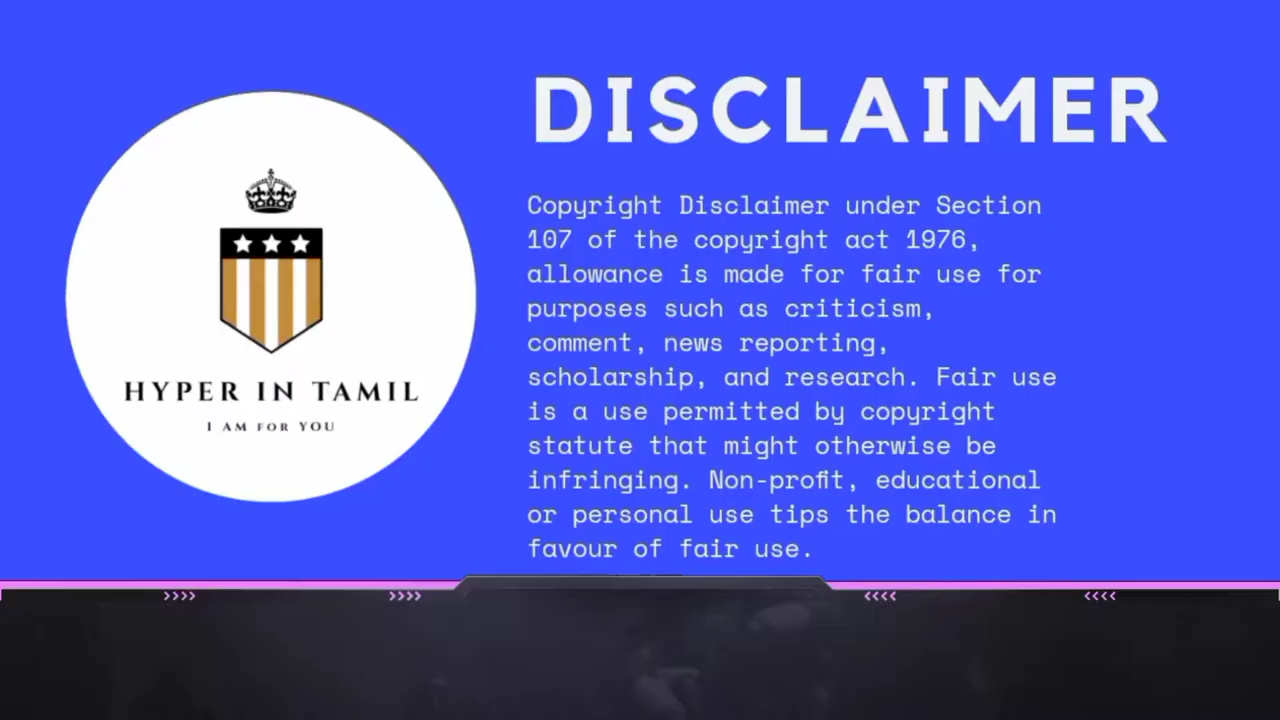 DISCLAIMER
HYPER IN TAMIL
I AM FOR YOU
Copyright Disclaimer under Section
107 of the copyright act 1976,
allowance is made for fair use for
purposes such as criticism,
comment, news reporting,
scholarship, and research. Fair use
is a use permitted by copyright
statute that might otherwise be
infringing. Non-profit, educational
or personal use tips the balance in
favour of fair use.